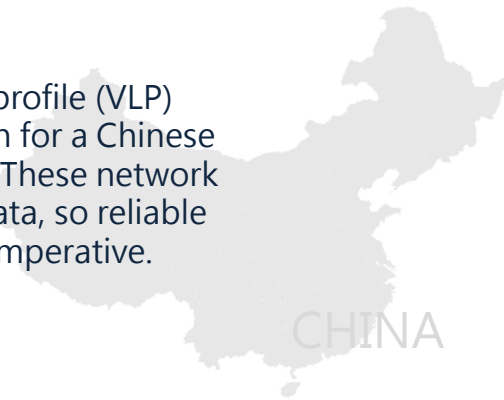 profile (VLP)
n for a Chinese
These network
ata, so reliable
mperative.
CHINA